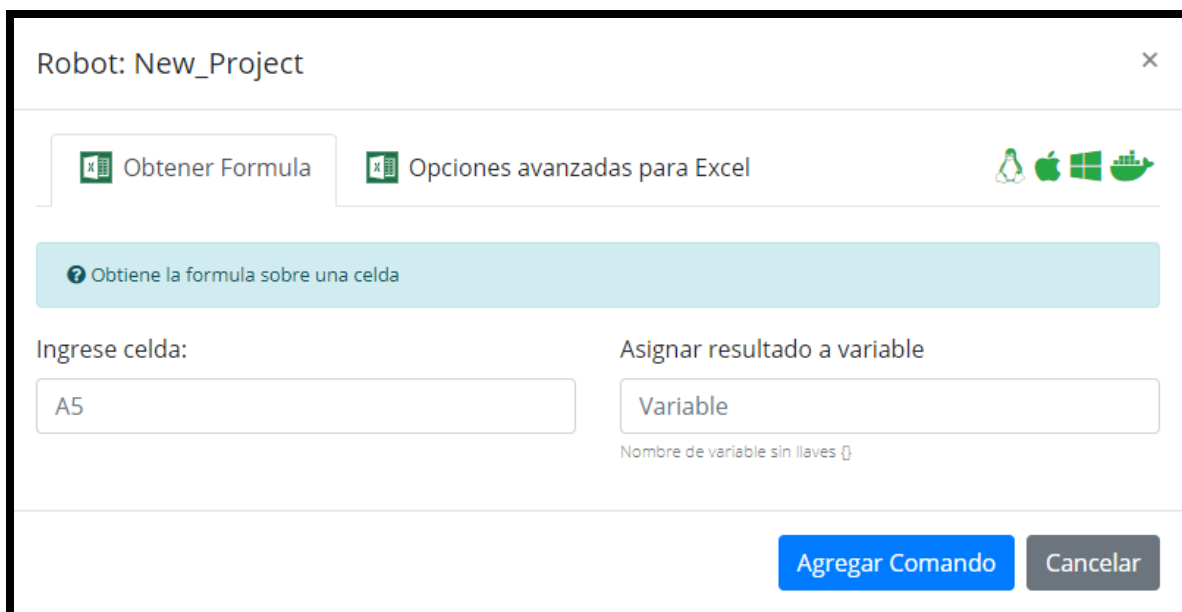 Robot: New_Project ×
Obtener Formula Opciones avanzadas para Excel
Obtiene la formula sobre una celda
Ingrese celda: Asignar resultado a variable
A5 Variable
Nombre de variable sin llaves {}
Agregar Comando Cancelar